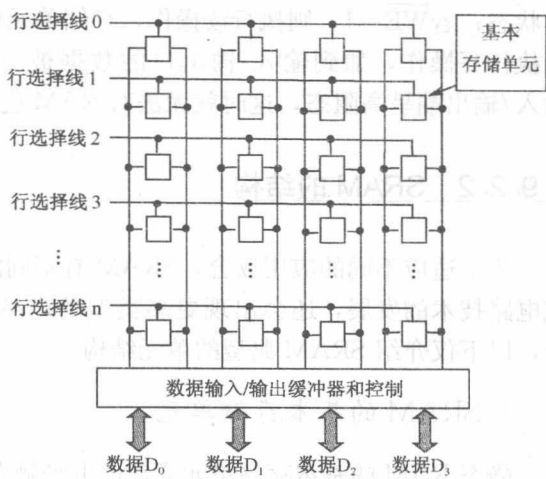 行选择线 0
基本
存储单元
行选择线 1
行选择线 2
行选择线 3
⋮
行选择线 n
数据输入/输出缓冲器和控制
数据D₀ 数据D₁ 数据D₂ 数据D₃